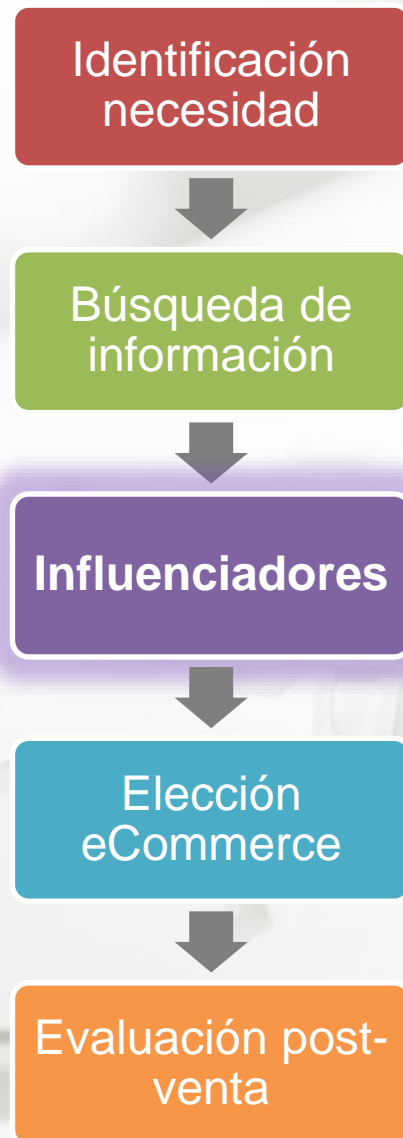 Identificación
necesidad
Búsqueda de
información
Influenciadores
Elección
eCommerce
Evaluación post-
venta